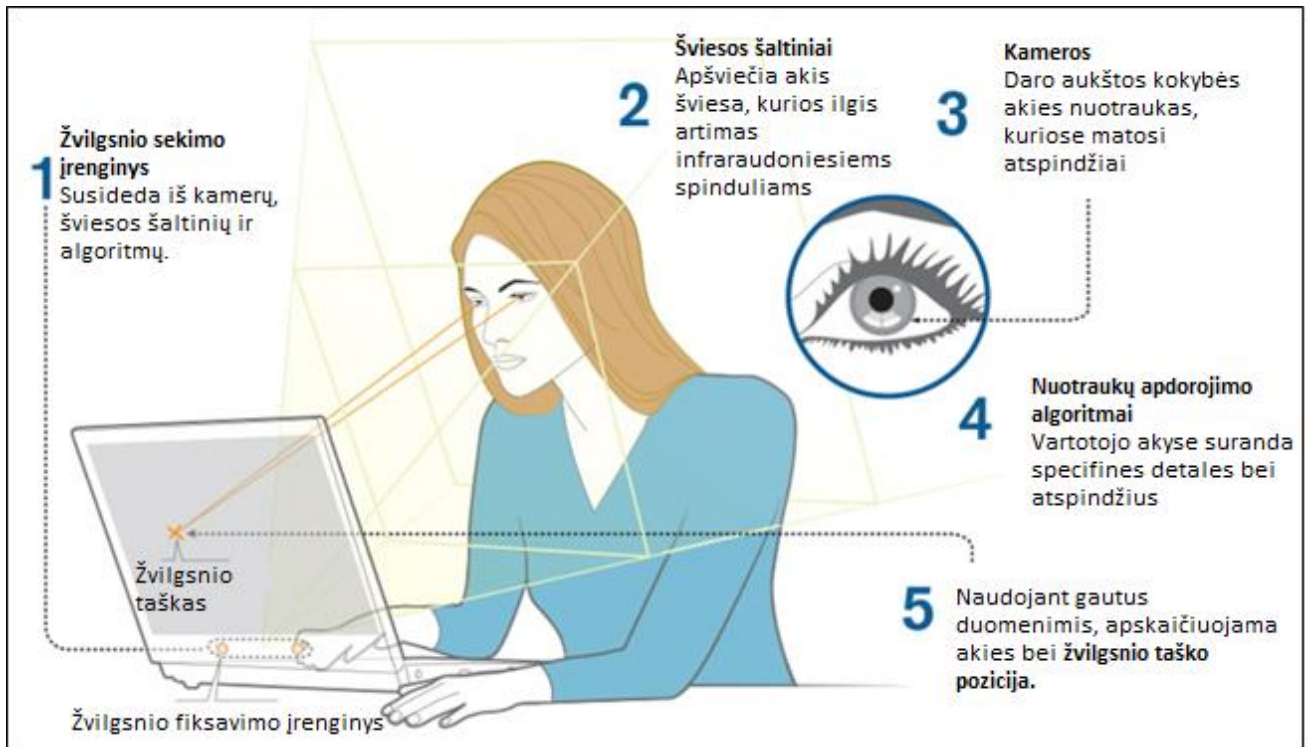 1
Žvilgsnio sekimo
įrenginys
Susideda iš kamerų,
šviesos šaltinių ir
algoritmų.
2
Šviesos šaltiniai
Apšviečia akis
šviesa, kurios ilgis
artimas
infraraudoniesiems
spinduliams
3
Kameros
Daro aukštos kokybės
akies nuotraukas,
kuriose matosi
atspindžiai
4
Nuotraukų apdorojimo
algoritmai
Vartotojo akyse suranda
specifines detales bei
atspindžius
5
Naudojant gautus
duomenimis, apskaičiuojama
akies bei žvilgsnio taško
pozicija.
Žvilgsnio
taškas
Žvilgsnio fiksavimo įrenginys